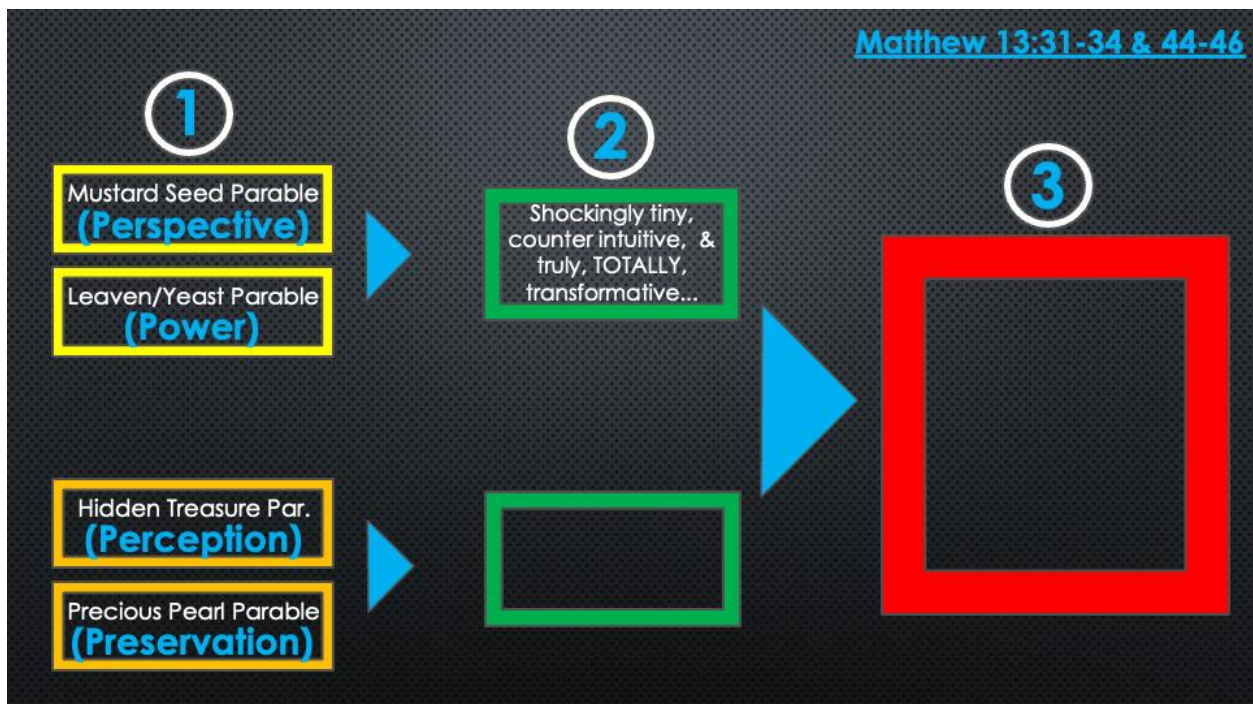 Matthew 13:31-34 & 44-46
1
Mustard Seed Parable
(Perspective)
Leaven/Yeast Parable
(Power)
Hidden Treasure Par.
(Perception)
Precious Pearl Parable
(Preservation)
2
Shockingly tiny,
counter intuitive, &
truly, TOTALLY,
transformative...
3